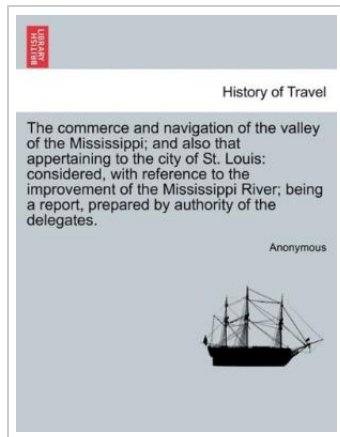 BRITISH
LIBRARY
History of Travel
The commerce and navigation of the valley
of the Mississippi; and also that
appertaining to the city of St. Louis:
considered, with reference to the
improvement of the Mississippi River; being
a report, prepared by authority of the
delegates.
Anonymous